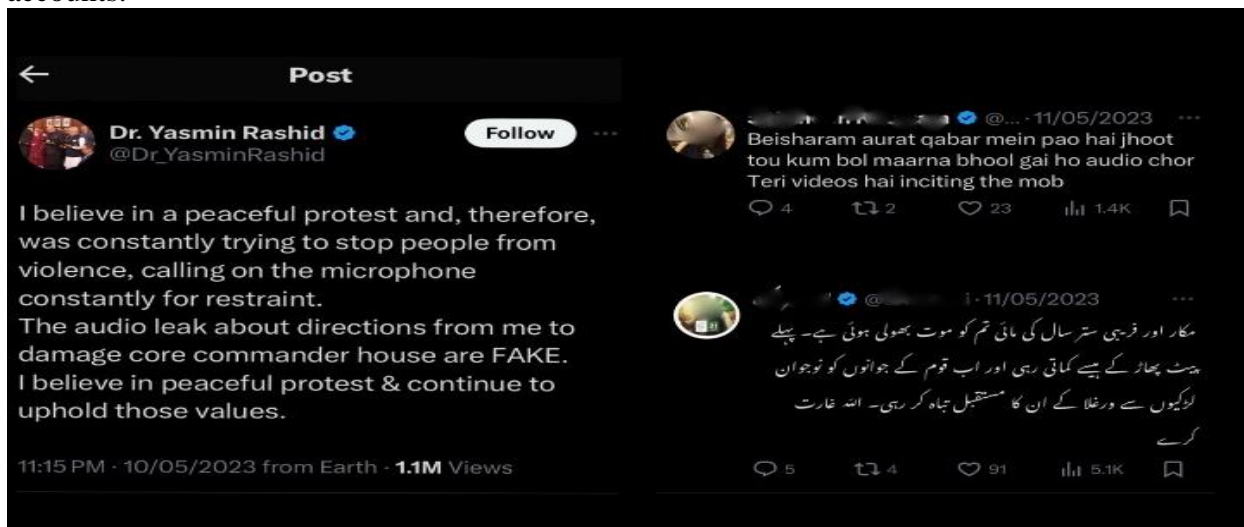 accounts.
← Post
Dr. Yasmin Rashid
@Dr_YasminRashid
Follow
I believe in a peaceful protest and, therefore,
was constantly trying to stop people from
violence, calling on the microphone
constantly for restraint.
The audio leak about directions from me to
damage core commander house are FAKE.
I believe in peaceful protest & continue to
uphold those values.
11:15 PM · 10/05/2023 from Earth · 1.1M Views
@... · 11/05/2023
Beisharam aurat qabar mein pao hai jhoot
tou kum bol maarna bhool gai ho audio chor
Teri videos hai inciting the mob
4 2 23 1.4K
@ i · 11/05/2023
مکار اور فریبی ستر سال کی مائی تم کو موت بھولی ہوئی ہے۔ پہلے
پیٹ پھاڑ کے پیسے کماتی رہی اور اب قوم کے جوانوں کو نوجوان
لڑکیوں سے ورغلا کے ان کا مستقبل تباہ کر رہی۔ اللہ غارت
کرے
5 4 91 5.1K